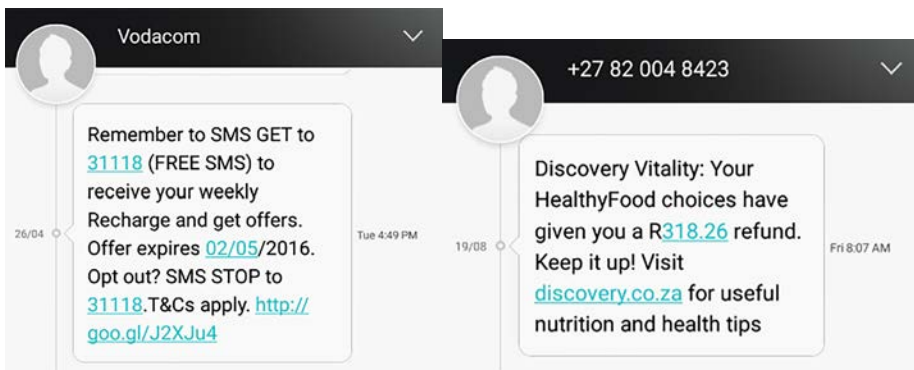 Vodacom
Remember to SMS GET to
31118 (FREE SMS) to
receive your weekly
Recharge and get offers.
Offer expires 02/05/2016.
Opt out? SMS STOP to
31118.T&Cs apply. http://
goo.gl/J2XJu4
26/04
Tue 4:49 PM
+27 82 004 8423
Discovery Vitality: Your
HealthyFood choices have
given you a R318.26 refund.
Keep it up! Visit
discovery.co.za for useful
nutrition and health tips
19/08
Fri 8:07 AM